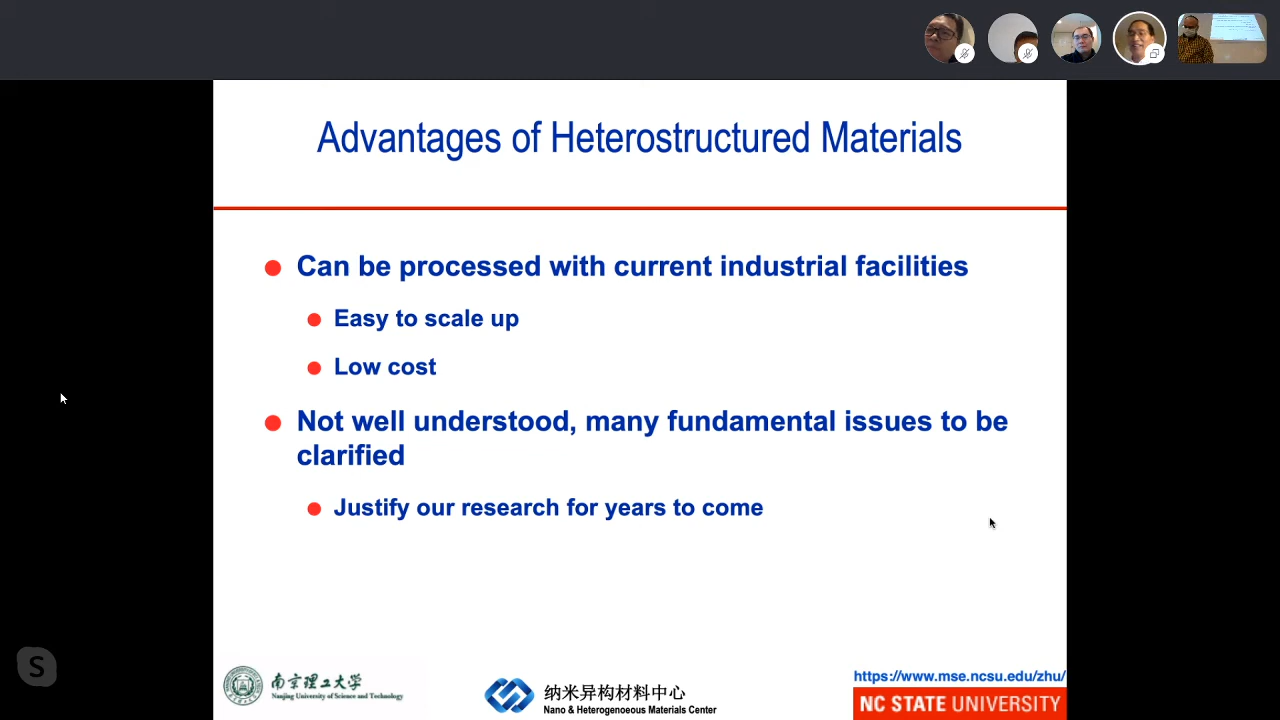 Advantages of Heterostructured Materials
Can be processed with current industrial facilities
Easy to scale up
Low cost
Not well understood, many fundamental issues to be
clarified
Justify our research for years to come
S
南京理工大学
Nanjing University of Science and Technology
纳米异构材料中心
Nano & Heterogenoeous Materials Center
https://www.mse.ncsu.edu/zhu/
NC STATE UNIVERSITY